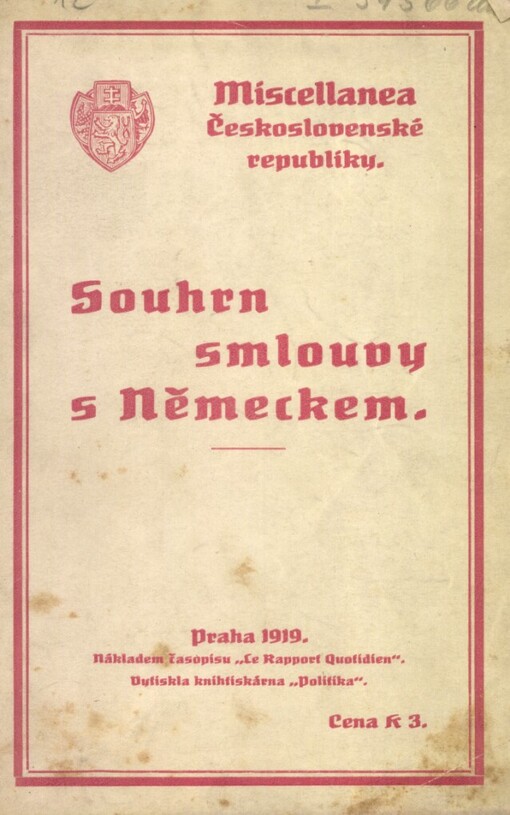 Miscellanea
Československé
republiky.
Souhrn
smlouvy
s Německem.
Praha 1919.
Nákladem časopisu „Le Rapport Quotidien“.
Vytiskla knihtiskárna „Politika“.
Cena K 3.